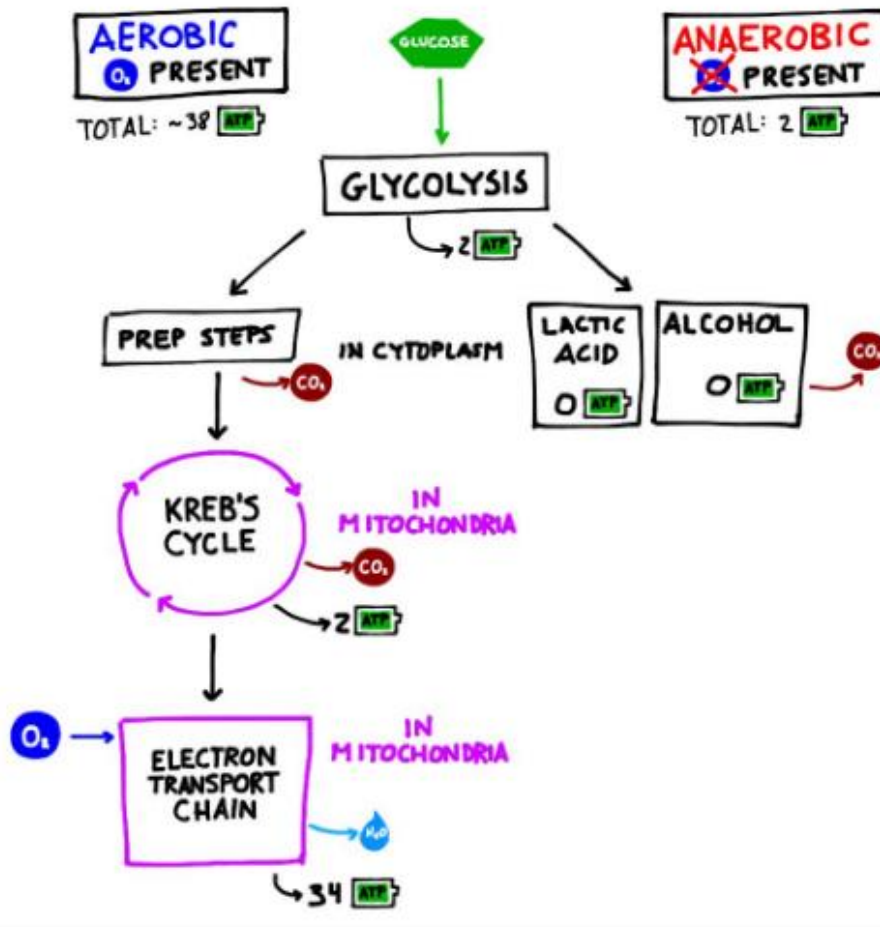 AEROBIC
O₂ PRESENT
TOTAL: ~38 ATP
GLUCOSE
ANAEROBIC
PRESENT
TOTAL: 2 ATP
GLYCOLYSIS
2 ATP
PREP STEPS
CO₂
IN CYTOPLASM
LACTIC
ACID
0 ATP
ALCOHOL
0 ATP
CO₂
KREB'S
CYCLE
IN
MITOCHONDRIA
CO₂
2 ATP
O₂
ELECTRON
TRANSPORT
CHAIN
IN
MITOCHONDRIA
H₂O
34 ATP